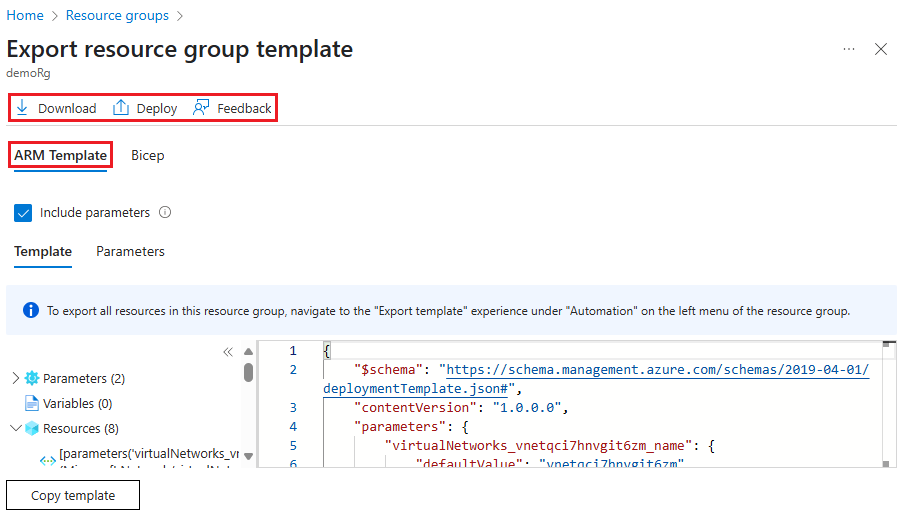 Home > Resource groups >
Export resource group template
demoRg
Download Deploy Feedback
ARM Template Bicep
Include parameters
Template Parameters
To export all resources in this resource group, navigate to the "Export template" experience under "Automation" on the left menu of the resource group.
Parameters (2)
Variables (0)
Resources (8)
[parameters('virtualNetworks_vn
1 {
2 "$schema": "https://schema.management.azure.com/schemas/2019-04-01/
deploymentTemplate.json#",
3 "contentVersion": "1.0.0.0",
4 "parameters": {
5 "virtualNetworks_vnetqci7hnvgit6zm_name": {
6 "defaultValue": "vnetqci7hnvgit6zm"
Copy template